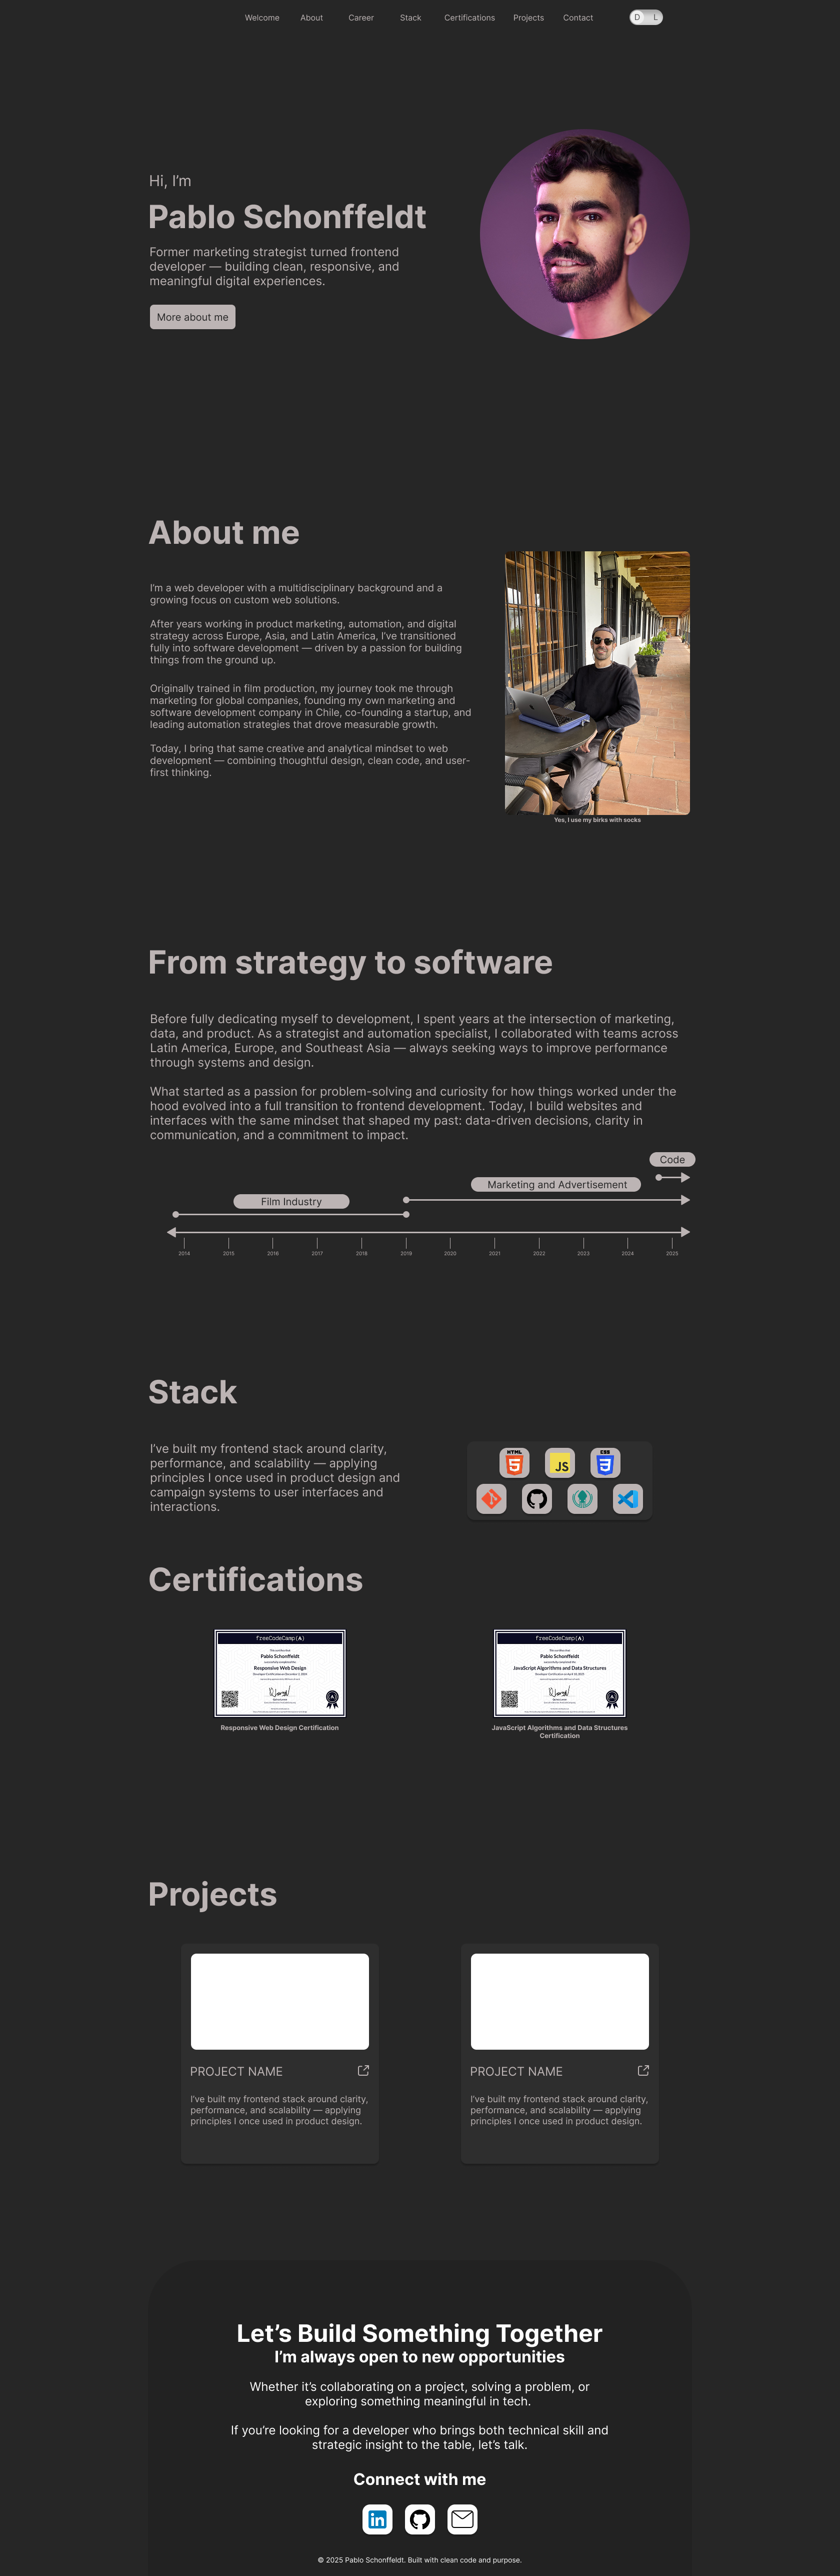 Welcome About Career Stack Certifications Projects Contact D L
Hi, I’m
Pablo Schonffeldt
Former marketing strategist turned frontend
developer — building clean, responsive, and
meaningful digital experiences.
More about me
About me
I’m a web developer with a multidisciplinary background and a
growing focus on custom web solutions.
After years working in product marketing, automation, and digital
strategy across Europe, Asia, and Latin America, I’ve transitioned
fully into software development — driven by a passion for building
things from the ground up.
Originally trained in film production, my journey took me through
marketing for global companies, founding my own marketing and
software development company in Chile, co-founding a startup, and
leading automation strategies that drove measurable growth.
Today, I bring that same creative and analytical mindset to web
development — combining thoughtful design, clean code, and user-
first thinking.
Yes, I use my birks with socks
From strategy to software
Before fully dedicating myself to development, I spent years at the intersection of marketing,
data, and product. As a strategist and automation specialist, I collaborated with teams across
Latin America, Europe, and Southeast Asia — always seeking ways to improve performance
through systems and design.
What started as a passion for problem-solving and curiosity for how things worked under the
hood evolved into a full transition to frontend development. Today, I build websites and
interfaces with the same mindset that shaped my past: data-driven decisions, clarity in
communication, and a commitment to impact.
Code
Marketing and Advertisement
Film Industry
2014 2015 2016 2017 2018 2019 2020 2021 2022 2023 2024 2025
Stack
I’ve built my frontend stack around clarity,
performance, and scalability — applying
principles I once used in product design and
campaign systems to user interfaces and
interactions.
HTML 5 JS CSS 3
Certifications
freeCodeCamp(A)
Pablo Schonffeldt
Responsive Web Design
Responsive Web Design Certification
freeCodeCamp(A)
Pablo Schonffeldt
JavaScript Algorithms and Data Structures
JavaScript Algorithms and Data Structures
Certification
Projects
PROJECT NAME
I’ve built my frontend stack around clarity,
performance, and scalability — applying
principles I once used in product design.
PROJECT NAME
I’ve built my frontend stack around clarity,
performance, and scalability — applying
principles I once used in product design.
Let’s Build Something Together
I’m always open to new opportunities
Whether it’s collaborating on a project, solving a problem, or
exploring something meaningful in tech.
If you’re looking for a developer who brings both technical skill and
strategic insight to the table, let’s talk.
Connect with me
in
© 2025 Pablo Schonffeldt. Built with clean code and purpose.